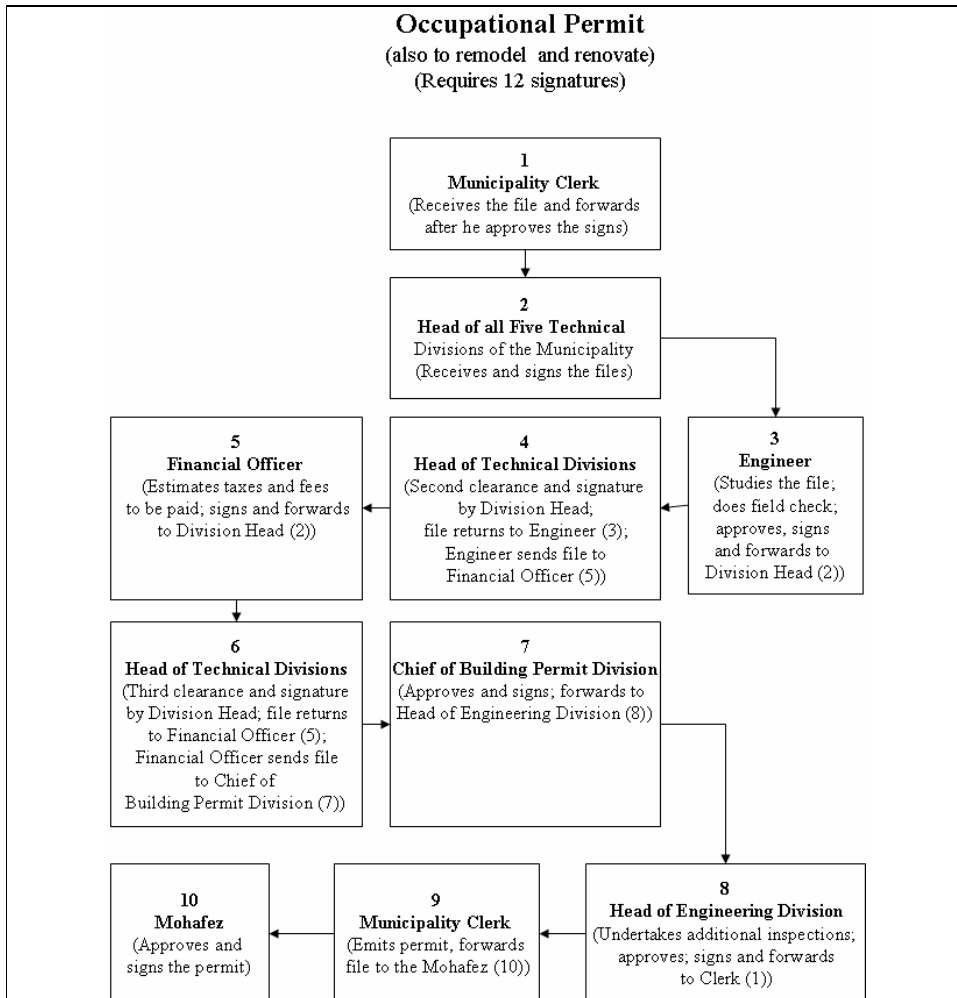 Occupational Permit
(also to remodel and renovate)
(Requires 12 signatures)
1
Municipality Clerk
(Receives the file and forwards
after he approves the signs)
2
Head of all Five Technical
Divisions of the Municipality
(Receives and signs the files)
3
Engineer
(Studies the file;
does field check;
approves, signs
and forwards to
Division Head (2))
4
Head of Technical Divisions
(Second clearance and signature
by Division Head;
file returns to Engineer (3);
Engineer sends file to
Financial Officer (5))
5
Financial Officer
(Estimates taxes and fees
to be paid; signs and forwards
to Division Head (2))
6
Head of Technical Divisions
(Third clearance and signature
by Division Head; file returns
to Financial Officer (5);
Financial Officer sends file
to Chief of
Building Permit Division (7))
7
Chief of Building Permit Division
(Approves and signs; forwards to
Head of Engineering Division (8))
8
Head of Engineering Division
(Undertakes additional inspections;
approves; signs and forwards
to Clerk (1))
9
Municipality Clerk
(Emits permit, forwards
file to the Mohafez (10))
10
Mohafez
(Approves and
signs the permit)